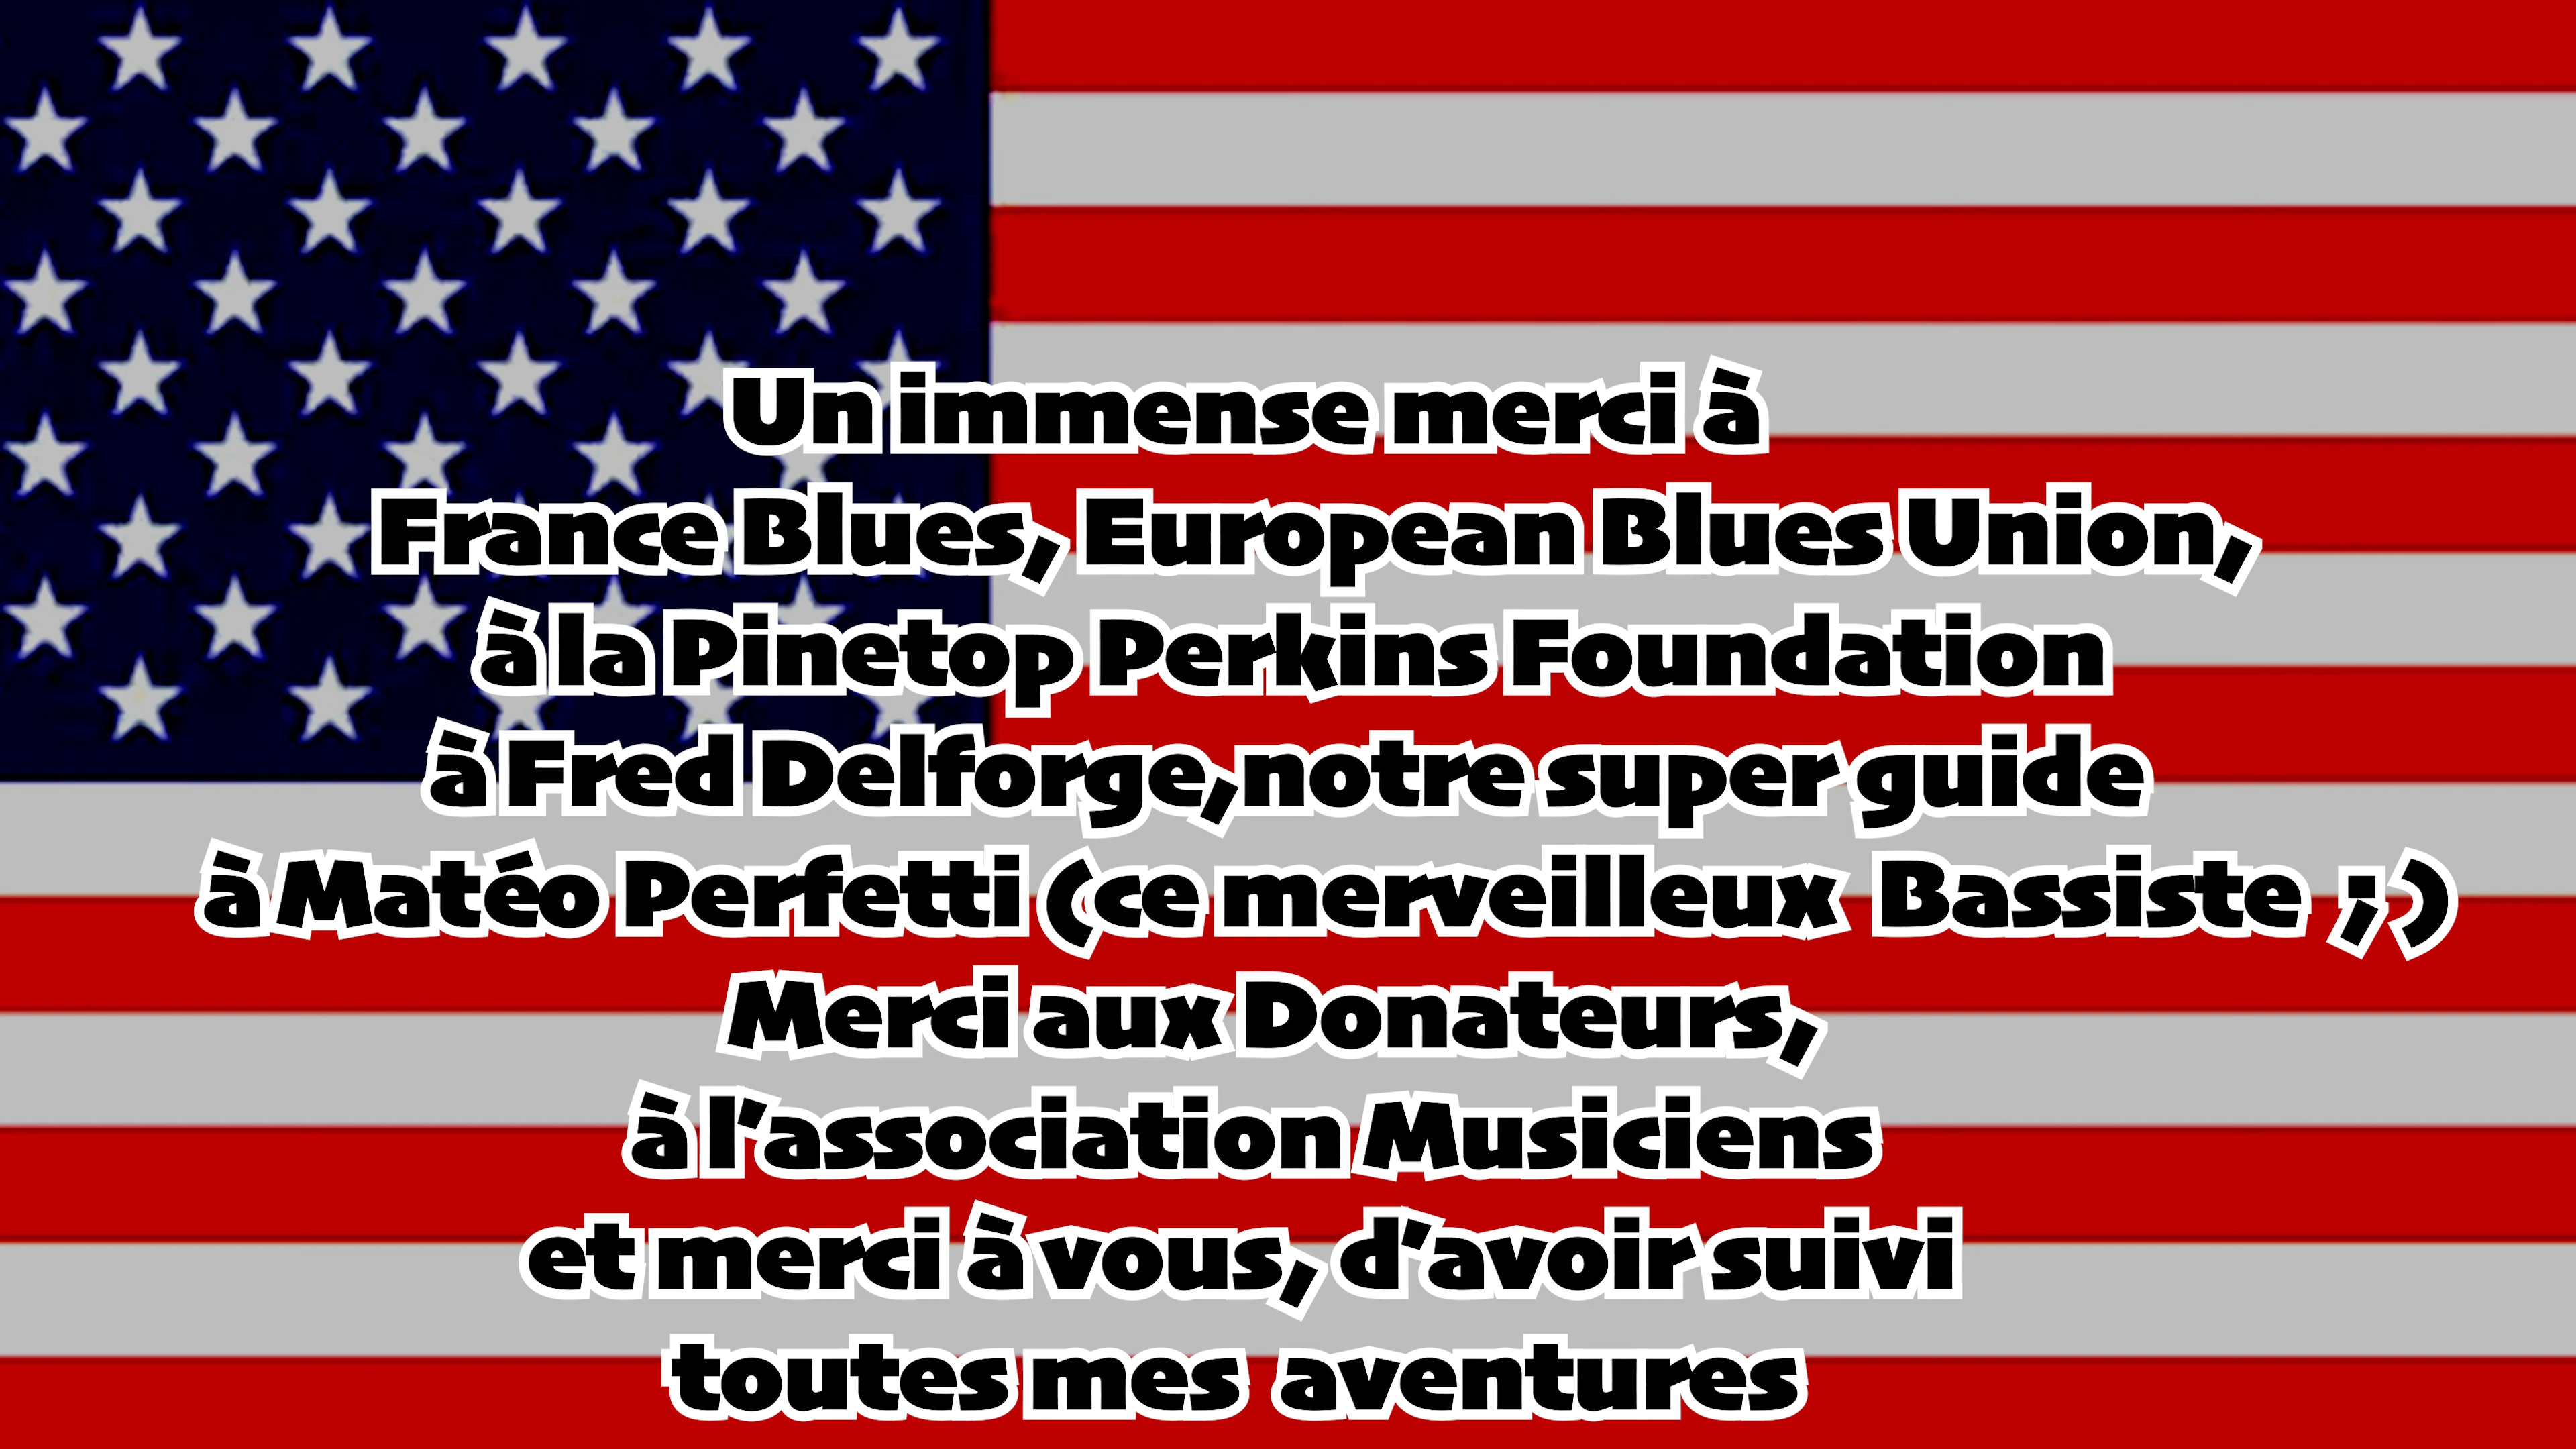 Un immense merci à
France Blues, European Blues Union,
à la Pinetop Perkins Foundation
à Fred Delforge,notre super guide
à Matéo Perfetti (ce merveilleux Bassiste ;)
Merci aux Donateurs,
à l'association Musiciens
et merci à vous, d'avoir suivi
toutes mes aventures